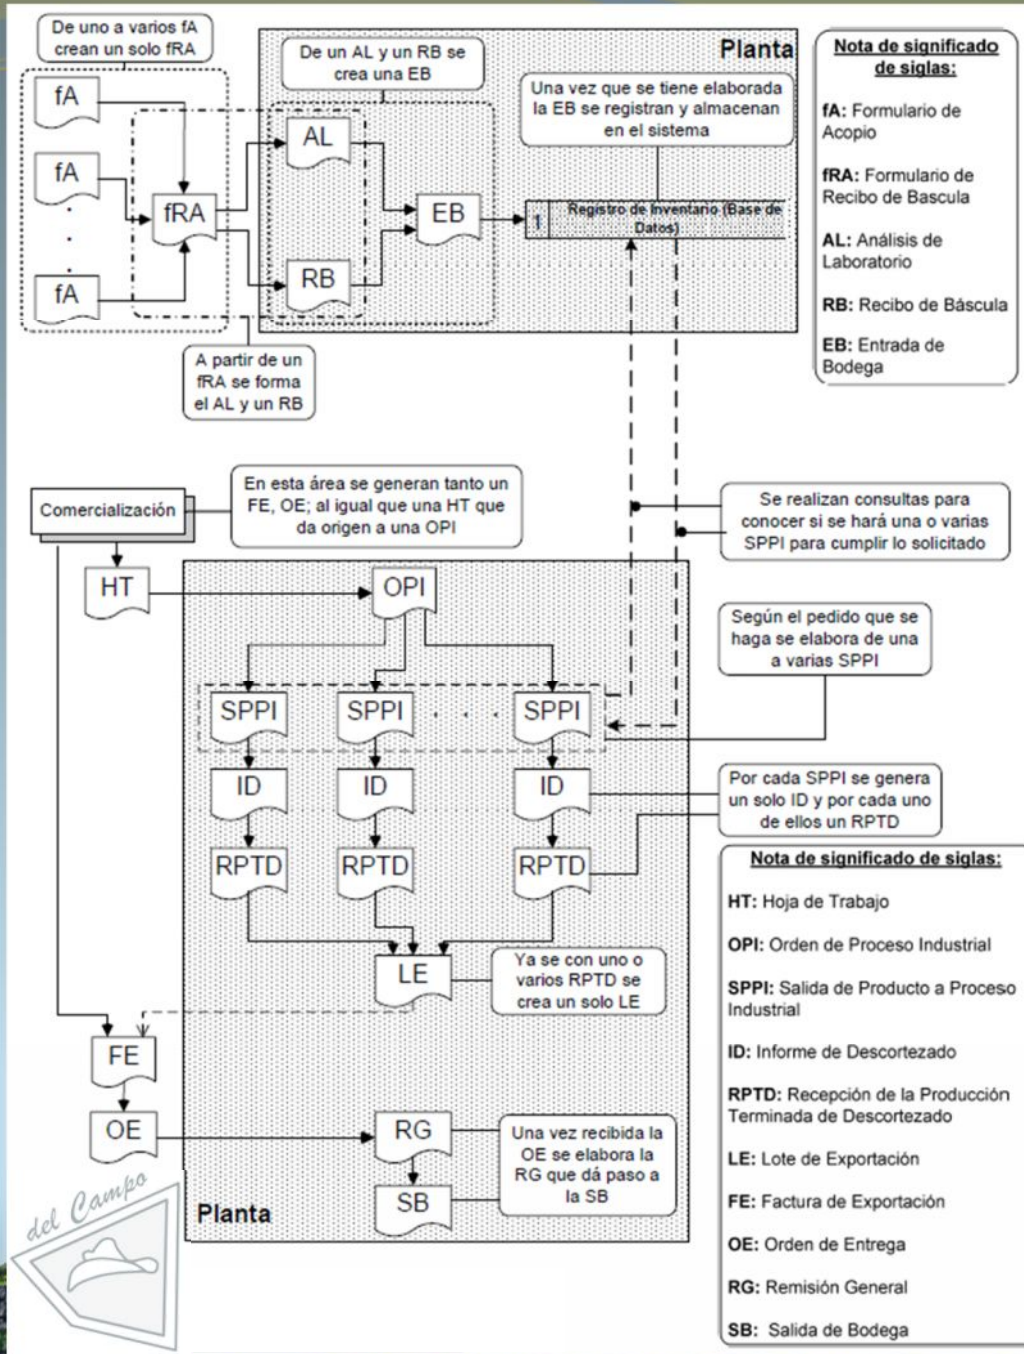 De uno a varios fA
crean un solo fRA
fA
fA
.
.
.
fA
fRA
De un AL y un RB se
crea una EB
AL
RB
EB
Planta
Una vez que se tiene elaborada
la EB se registran y almacenan
en el sistema
1
Registro de Inventario (Base de
Datos)
A partir de un
fRA se forma
el AL y un RB
Nota de significado
de siglas:
fA: Formulario de
Acopio
fRA: Formulario de
Recibo de Bascula
AL: Análisis de
Laboratorio
RB: Recibo de Báscula
EB: Entrada de
Bodega
Comercialización
En esta área se generan tanto un
FE, OE; al igual que una HT que
da origen a una OPI
Se realizan consultas para
conocer si se hará una o varias
SPPI para cumplir lo solicitado
HT
OPI
Según el pedido que se
haga se elabora de una
a varias SPPI
SPPI
SPPI
. . .
SPPI
ID
ID
ID
Por cada SPPI se genera
un solo ID y por cada uno
de ellos un RPTD
RPTD
RPTD
RPTD
LE
Ya se con uno o
varios RPTD se
crea un solo LE
FE
OE
RG
SB
Una vez recibida la
OE se elabora la
RG que dá paso a
la SB
Planta
del Campo
Nota de significado de siglas:
HT: Hoja de Trabajo
OPI: Orden de Proceso Industrial
SPPI: Salida de Producto a Proceso
Industrial
ID: Informe de Descortezado
RPTD: Recepción de la Producción
Terminada de Descortezado
LE: Lote de Exportación
FE: Factura de Exportación
OE: Orden de Entrega
RG: Remisión General
SB: Salida de Bodega